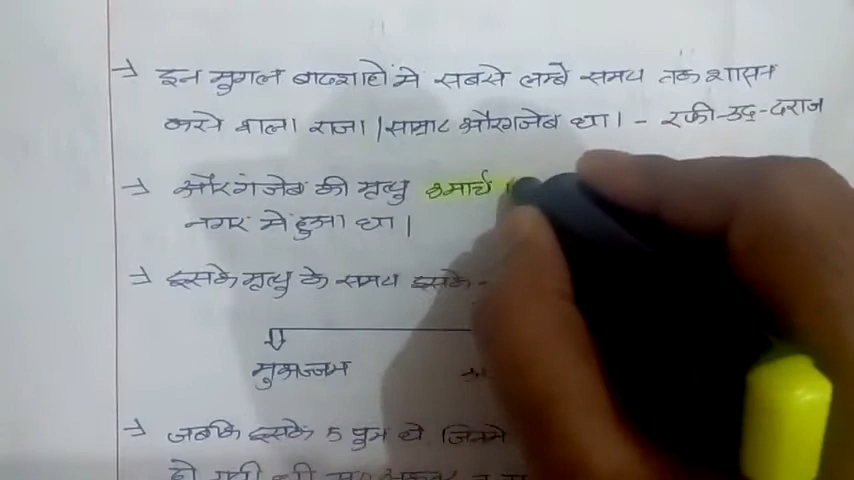 → इन मुगल बादशाहों में सबसे लम्बे समय तक शासन
करने वाला राजा | सम्राट औरंगजेब था। - रफी-उद्-दराज
→ औरंगजेब की मृत्यु 3 मार्च
नगर में हुआ था।
→ इसके मृत्यु के समय इसके -
मुअज्जम
→ जबकि इसके 5 पुत्र थे जिनमे
हो गयी थी